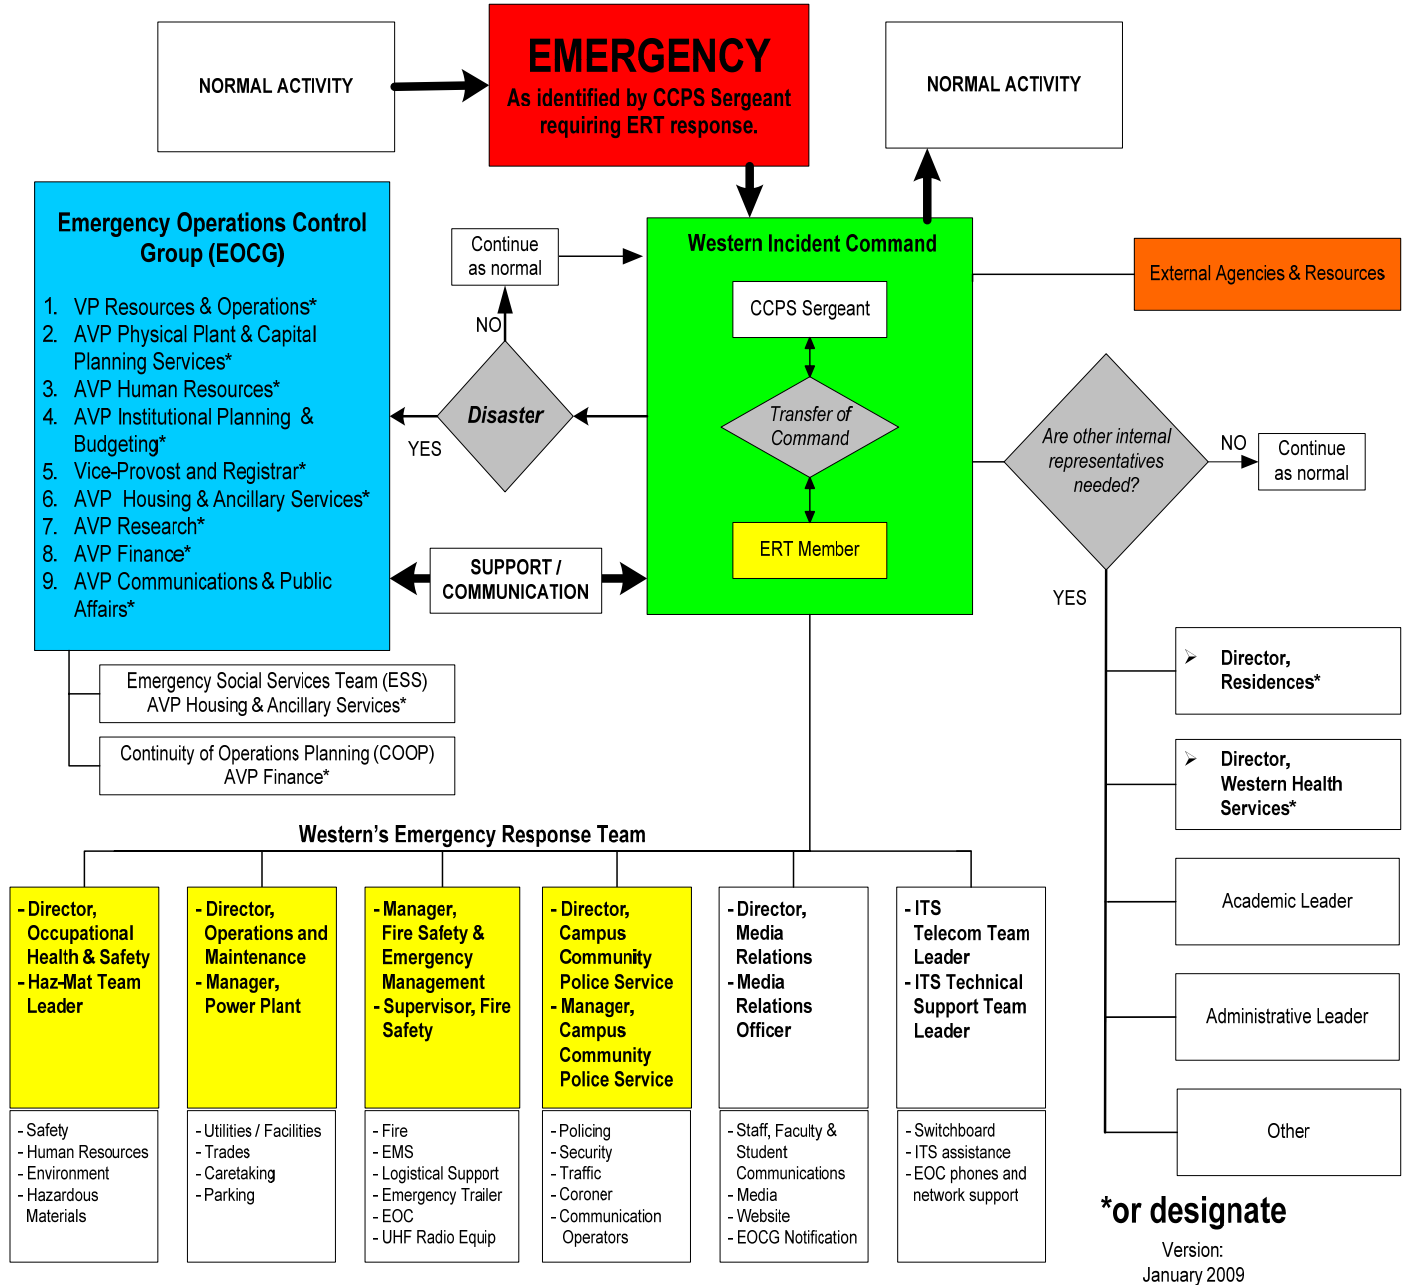 NORMAL ACTIVITY
EMERGENCY
As identified by CCPS Sergeant
requiring ERT response.
NORMAL ACTIVITY
Emergency Operations Control
Group (EOCG)
1. VP Resources & Operations*
2. AVP Physical Plant & Capital
Planning Services*
3. AVP Human Resources*
4. AVP Institutional Planning &
Budgeting*
5. Vice-Provost and Registrar*
6. AVP Housing & Ancillary Services*
7. AVP Research*
8. AVP Finance*
9. AVP Communications & Public
Affairs*
Continue
as normal
NO
Disaster
YES
SUPPORT /
COMMUNICATION
Western Incident Command
CCPS Sergeant
Transfer of
Command
ERT Member
External Agencies & Resources
Are other internal
representatives
needed?
NO
Continue
as normal
YES
➢ Director,
Residences*
➢ Director,
Western Health
Services*
Academic Leader
Administrative Leader
Other
Emergency Social Services Team (ESS)
AVP Housing & Ancillary Services*
Continuity of Operations Planning (COOP)
AVP Finance*
Western's Emergency Response Team
- Director,
Occupational
Health & Safety
- Haz-Mat Team
Leader
- Safety
- Human Resources
- Environment
- Hazardous
Materials
- Director,
Operations and
Maintenance
- Manager,
Power Plant
- Utilities / Facilities
- Trades
- Caretaking
- Parking
- Manager,
Fire Safety &
Emergency
Management
- Supervisor, Fire
Safety
- Fire
- EMS
- Logistical Support
- Emergency Trailer
- EOC
- UHF Radio Equip
- Director,
Campus
Community
Police Service
- Manager,
Campus
Community
Police Service
- Policing
- Security
- Traffic
- Coroner
- Communication
Operators
- Director,
Media
Relations
- Media
Relations
Officer
- Staff, Faculty &
Student
Communications
- Media
- Website
- EOCG Notification
- ITS
Telecom Team
Leader
- ITS Technical
Support Team
Leader
- Switchboard
- ITS assistance
- EOC phones and
network support
*or designate
Version:
January 2009